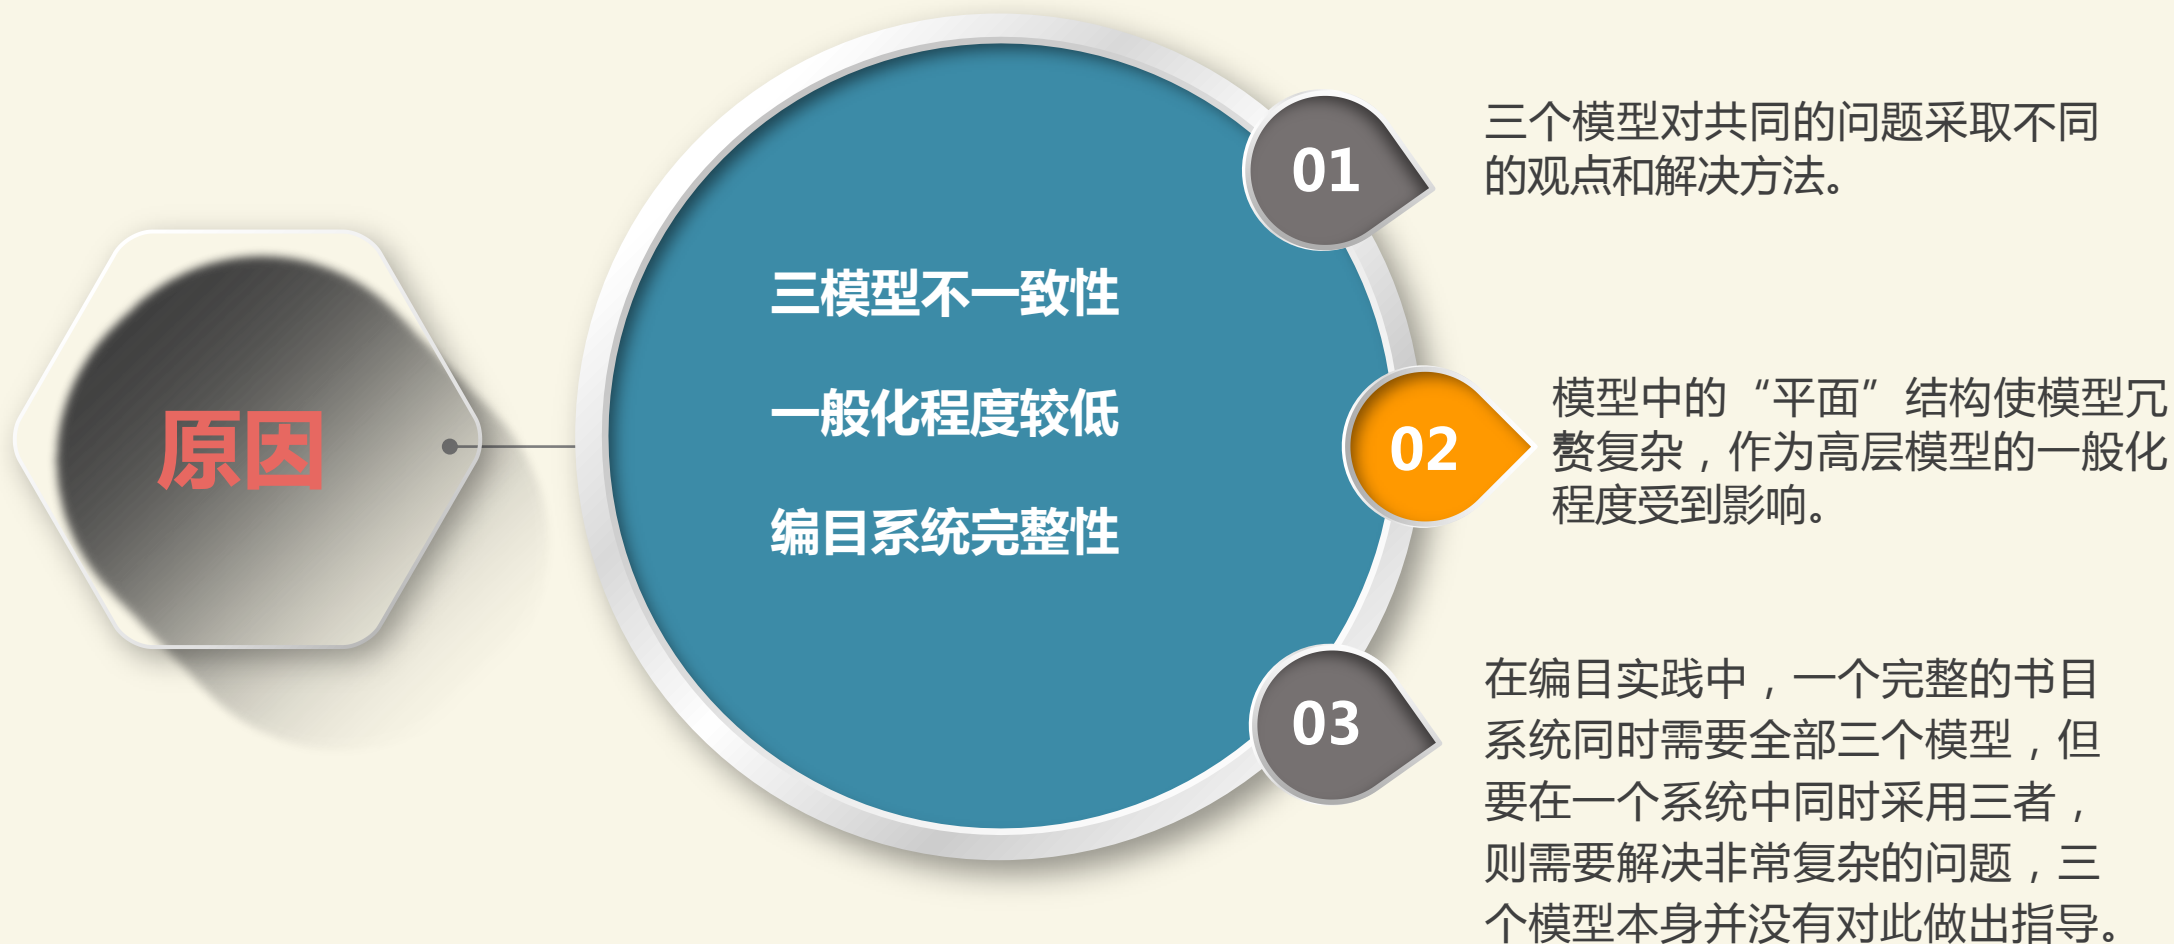 原因
三模型不一致性
一般化程度较低
编目系统完整性
01
三个模型对共同的问题采取不同
的观点和解决方法。
02
模型中的“平面”结构使模型冗
赘复杂，作为高层模型的一般化
程度受到影响。
03
在编目实践中，一个完整的书目
系统同时需要全部三个模型，但
要在一个系统中同时采用三者，
则需要解决非常复杂的问题，三
个模型本身并没有对此做出指导。